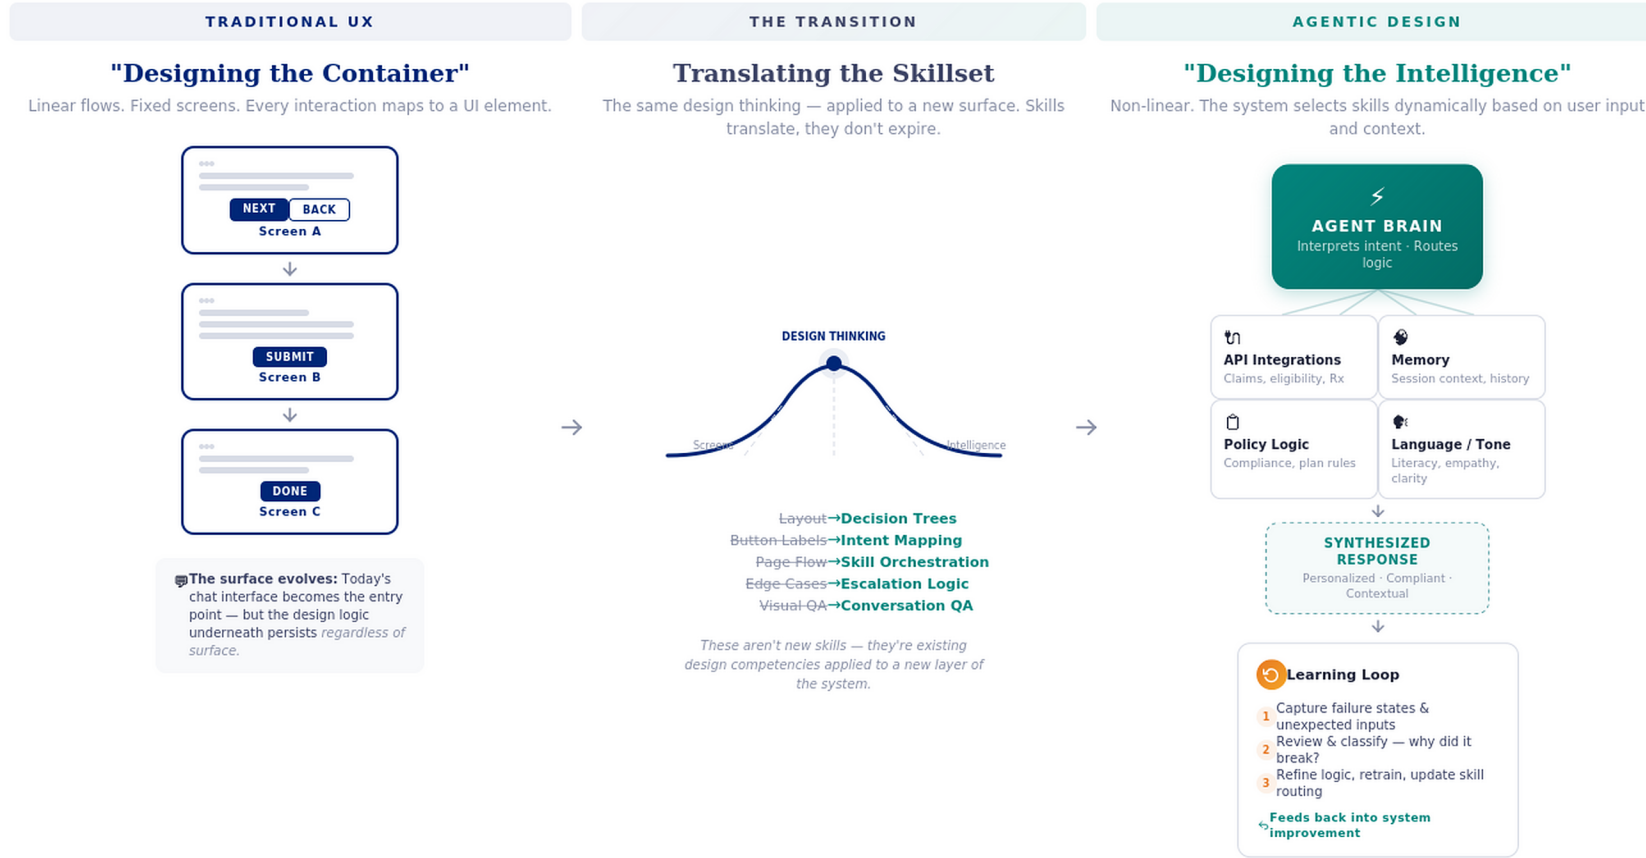 TRADITIONAL UX
"Designing the Container"
Linear flows. Fixed screens. Every interaction maps to a UI element.
NEXT
BACK
Screen A
SUBMIT
Screen B
DONE
Screen C
The surface evolves: Today's
chat interface becomes the entry
point — but the design logic
underneath persists regardless of
surface.
THE TRANSITION
Translating the Skillset
The same design thinking — applied to a new surface. Skills
translate, they don't expire.
DESIGN THINKING
Screens
Intelligence
Layout→Decision Trees
Button Labels→Intent Mapping
Page Flow→Skill Orchestration
Edge Cases→Escalation Logic
Visual QA→Conversation QA
These aren't new skills — they're existing
design competencies applied to a new layer of
the system.
AGENTIC DESIGN
"Designing the Intelligence"
Non-linear. The system selects skills dynamically based on user input
and context.
AGENT BRAIN
Interprets intent · Routes
logic
API Integrations
Claims, eligibility, Rx
Memory
Session context, history
Policy Logic
Compliance, plan rules
Language / Tone
Literacy, empathy,
clarity
SYNTHESIZED
RESPONSE
Personalized · Compliant ·
Contextual
Learning Loop
1 Capture failure states &
unexpected inputs
2 Review & classify — why did it
break?
3 Refine logic, retrain, update skill
routing
Feeds back into system
improvement